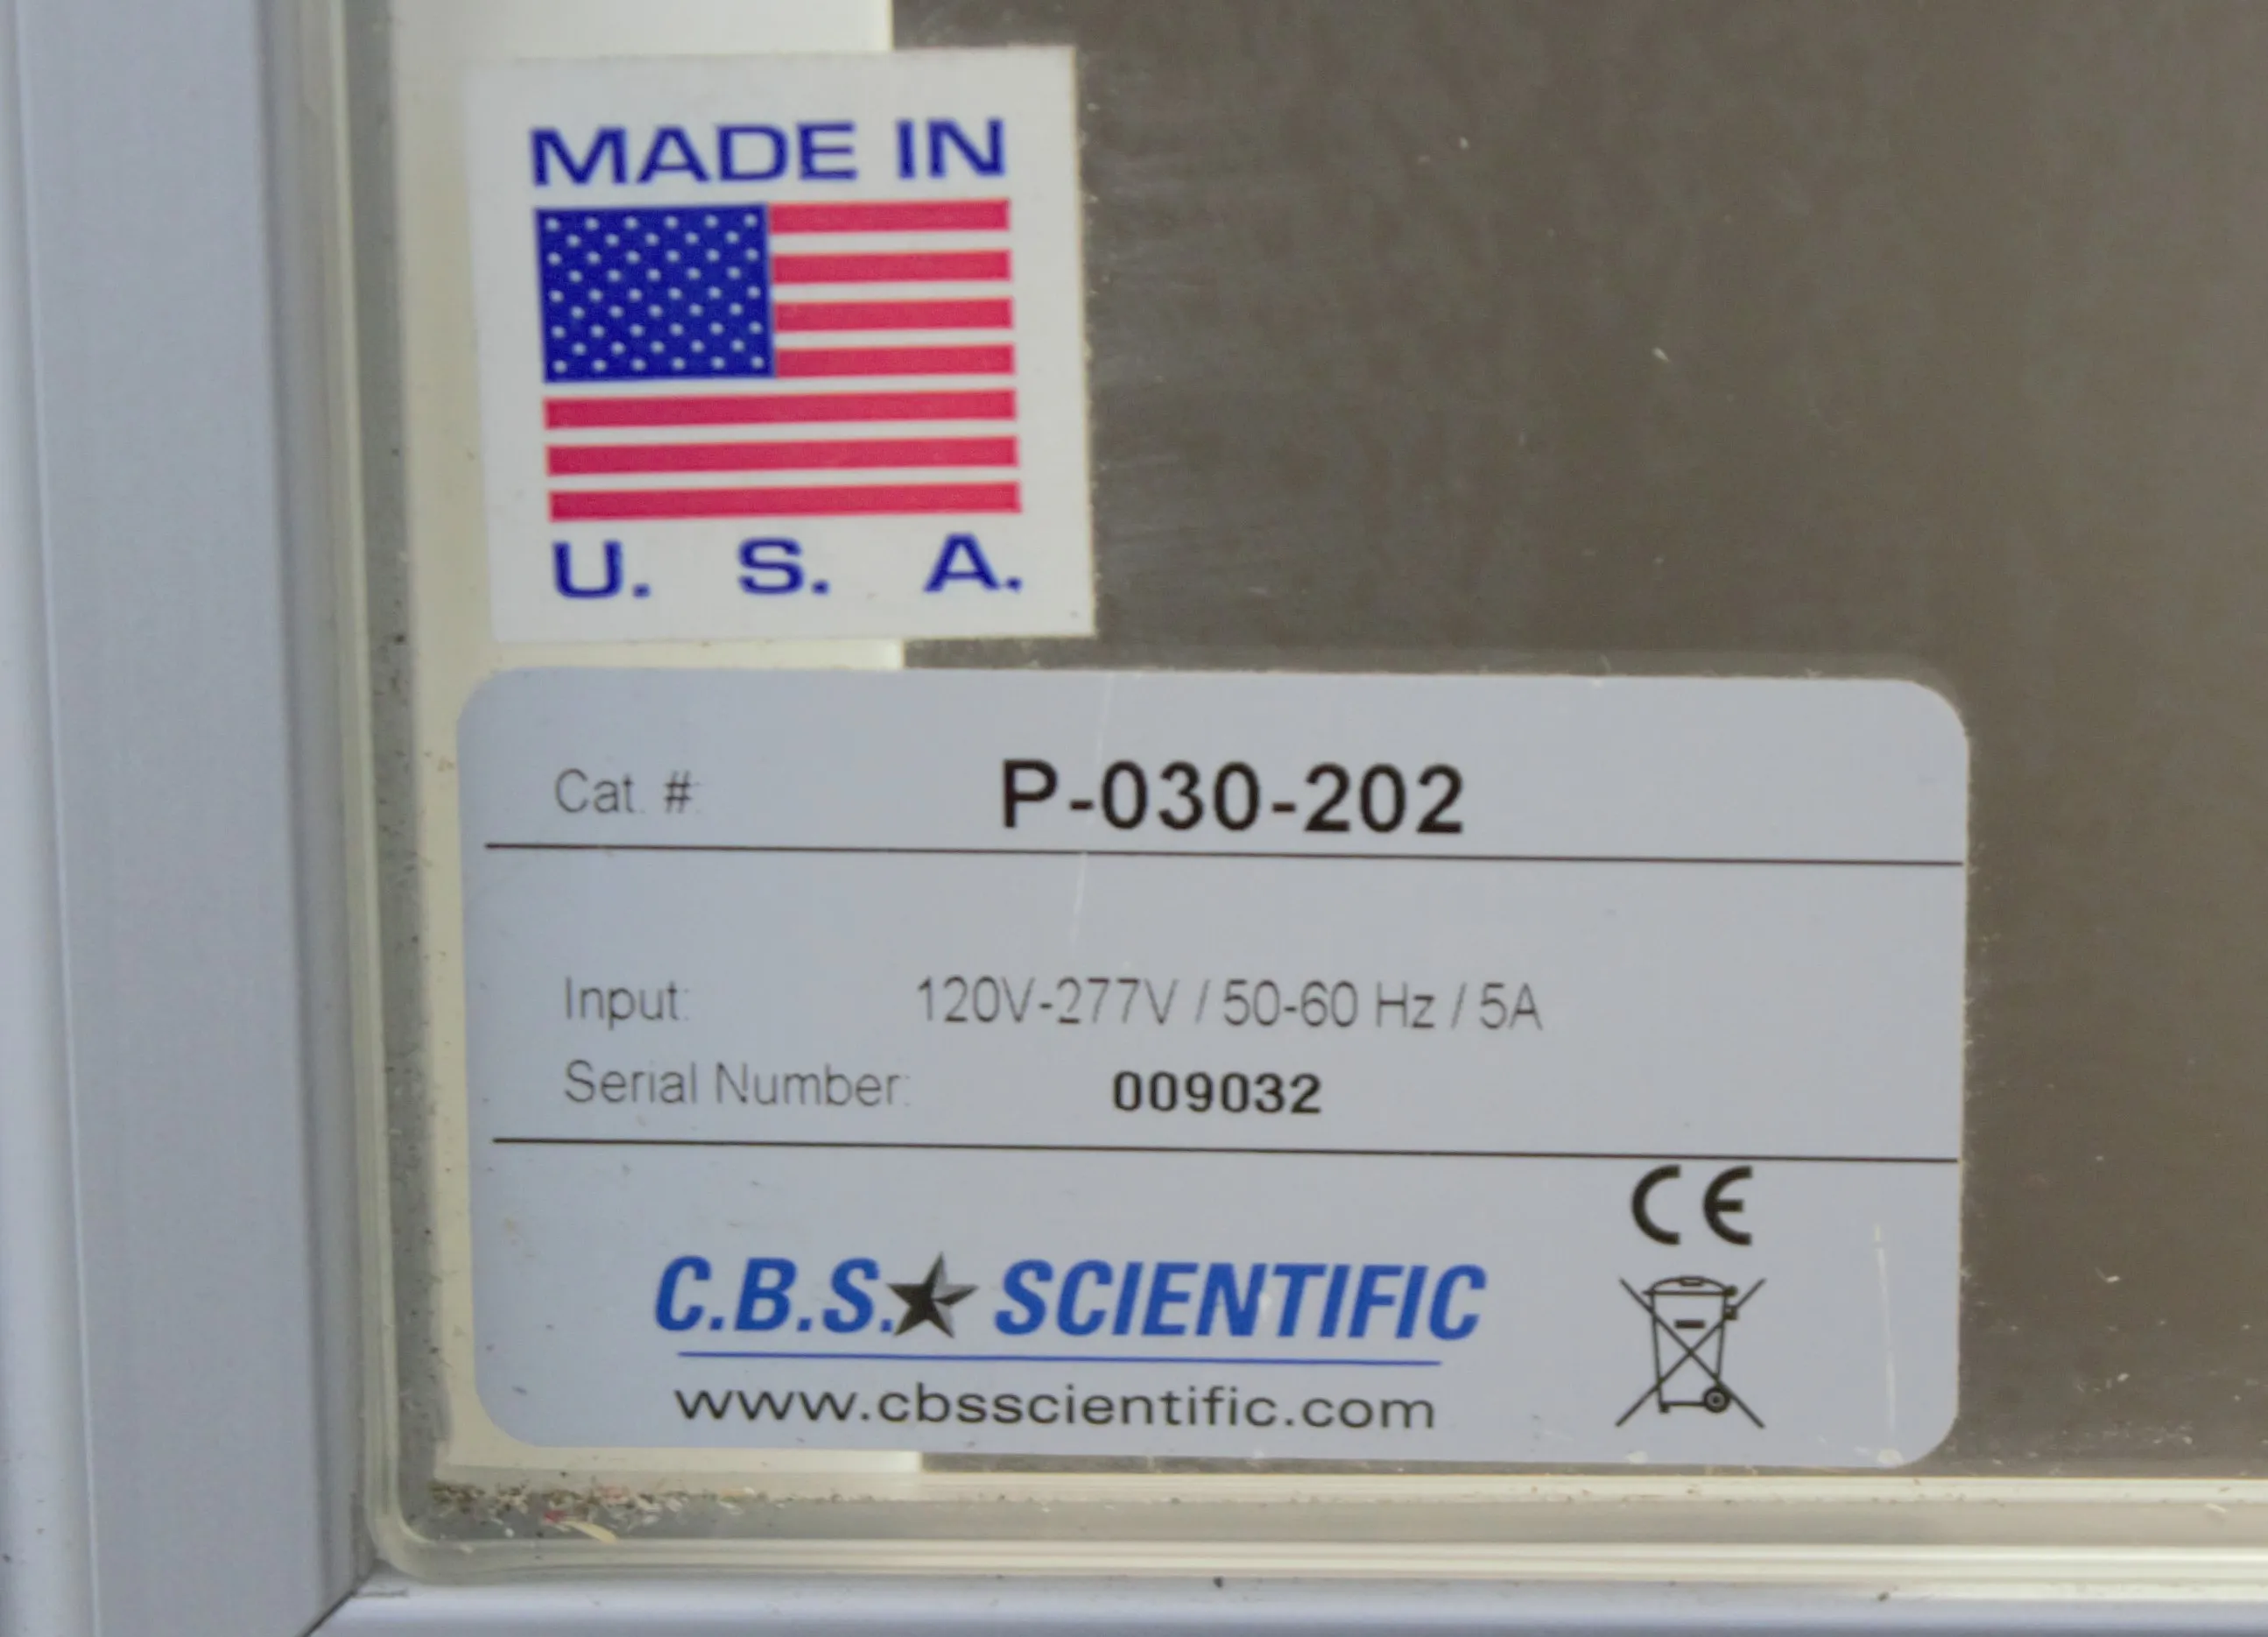 MADE IN
U. S. A.
Cat. # P-030-202
Input: 120V-277V / 50-60 Hz / 5A
Serial Number: 009032
CE
C.B.S. SCIENTIFIC
www.cbsscientific.com